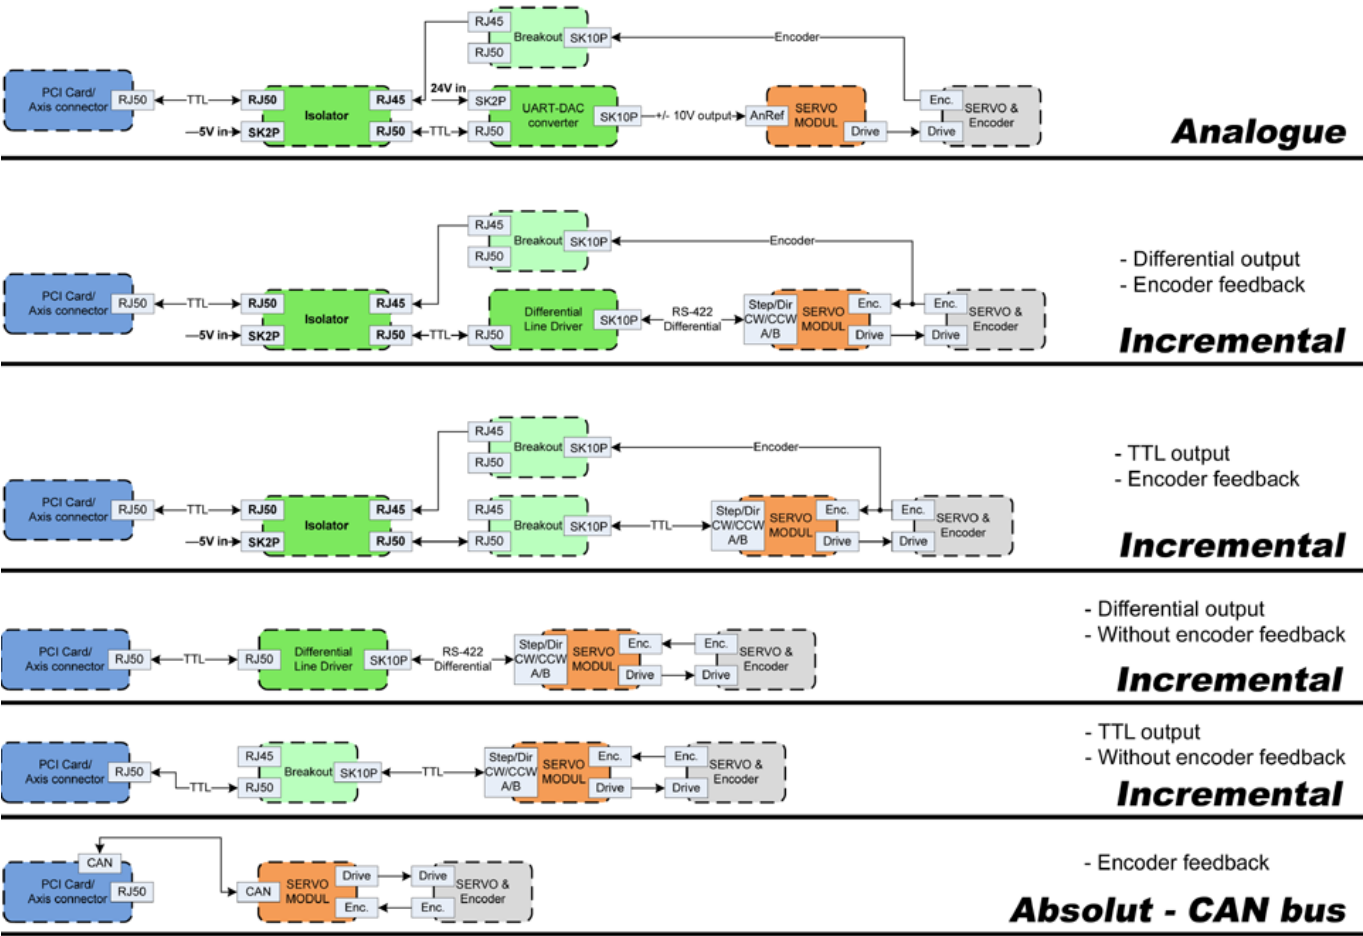 RJ45
Breakout
SK10P
Encoder
RJ50
PCI Card/
Axis connector
RJ50
TTL
RJ50
Isolator
RJ45
24V in
SK2P
UART-DAC
converter
SK10P
+/- 10V output
AnRef
SERVO
MODUL
Enc.
SERVO &
Encoder
5V in
SK2P
RJ50
TTL
RJ50
Drive
Drive
Analogue
RJ45
Breakout
SK10P
Encoder
RJ50
- Differential output
- Encoder feedback
PCI Card/
Axis connector
RJ50
TTL
RJ50
Isolator
RJ45
Differential
Line Driver
SK10P
RS-422
Differential
Step/Dir
CW/CCW
A/B
SERVO
MODUL
Enc.
Enc.
SERVO &
Encoder
5V in
SK2P
RJ50
TTL
RJ50
Drive
Drive
Incremental
RJ45
Breakout
SK10P
Encoder
RJ50
- TTL output
- Encoder feedback
PCI Card/
Axis connector
RJ50
TTL
RJ50
Isolator
RJ45
RJ45
Breakout
SK10P
TTL
Step/Dir
CW/CCW
A/B
SERVO
MODUL
Enc.
Enc.
SERVO &
Encoder
5V in
SK2P
RJ50
RJ50
Drive
Drive
Incremental
- Differential output
- Without encoder feedback
PCI Card/
Axis connector
RJ50
TTL
RJ50
Differential
Line Driver
SK10P
RS-422
Differential
Step/Dir
CW/CCW
A/B
SERVO
MODUL
Enc.
Drive
Enc.
Drive
SERVO &
Encoder
Incremental
- TTL output
- Without encoder feedback
PCI Card/
Axis connector
RJ50
TTL
RJ45
RJ50
Breakout
SK10P
TTL
Step/Dir
CW/CCW
A/B
SERVO
MODUL
Enc.
Drive
Enc.
Drive
SERVO &
Encoder
Incremental
CAN
PCI Card/
Axis connector
RJ50
CAN
SERVO
MODUL
Drive
Enc.
Drive
Enc.
SERVO &
Encoder
- Encoder feedback
Absolut - CAN bus